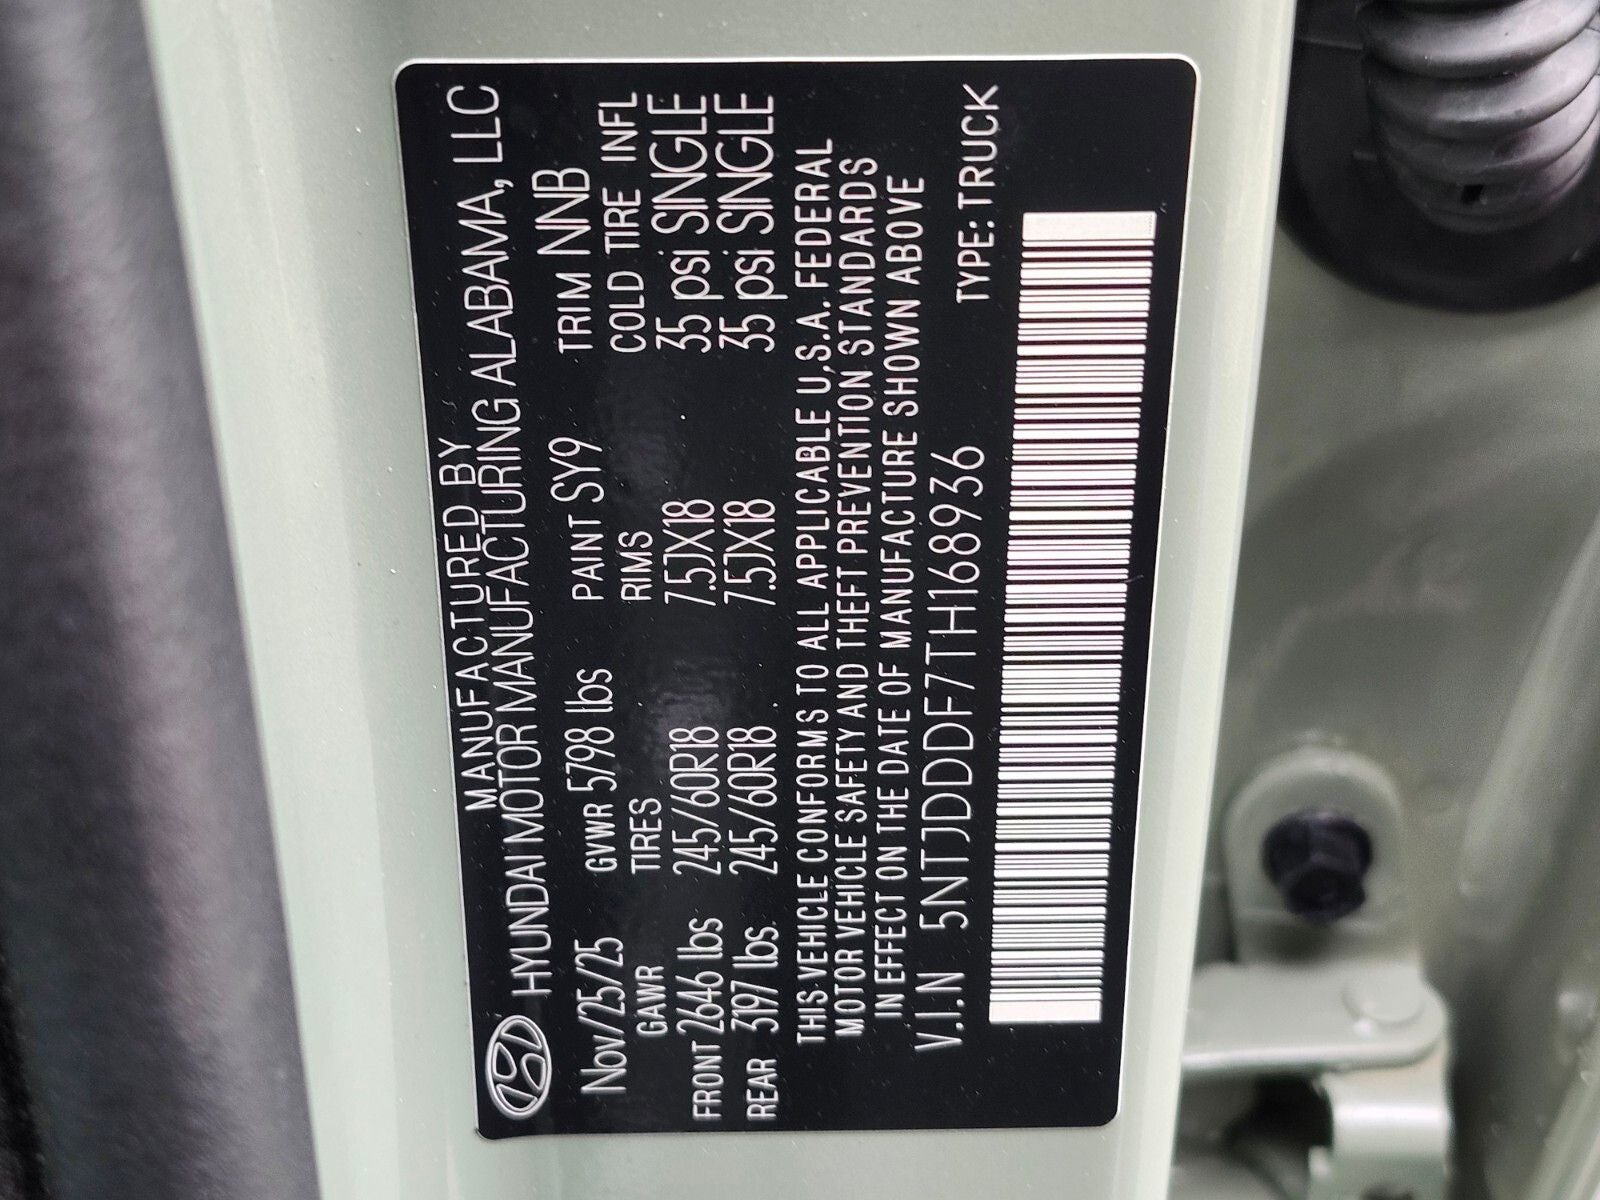 MANUFACTURED BY
HYUNDAI MOTOR MANUFACTURING ALABAMA, LLC
Nov/25/25 GVWR 5798 lbs PAINT SY9 TRIM NNB
GAWR TIRES RIMS COLD TIRE INFL
FRONT 2646 lbs 245/60R18 7.5JX18 35 psi SINGLE
REAR 3197 lbs 245/60R18 7.5JX18 35 psi SINGLE
THIS VEHICLE CONFORMS TO ALL APPLICABLE U.S.A. FEDERAL
MOTOR VEHICLE SAFETY AND THEFT PREVENTION STANDARDS
IN EFFECT ON THE DATE OF MANUFACTURE SHOWN ABOVE
V.I.N 5NTJDDDF7TH168936 TYPE: TRUCK